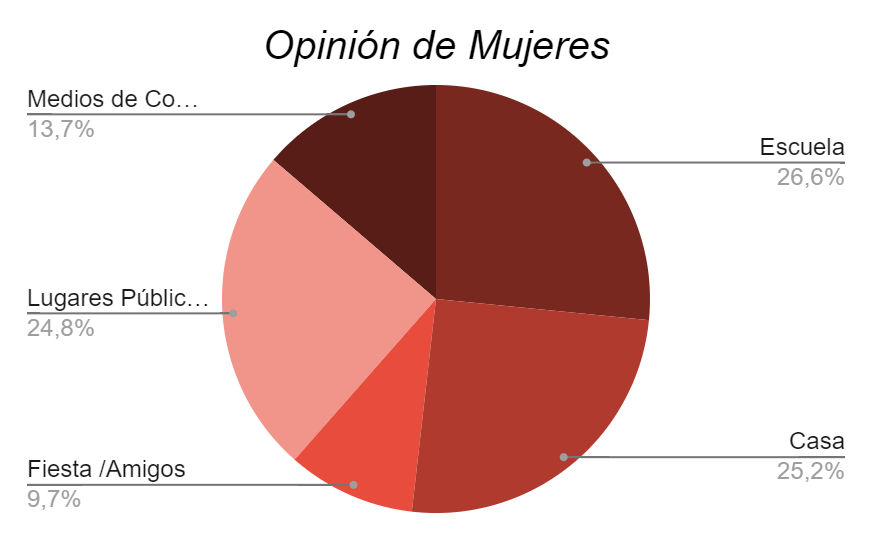 Opinión de Mujeres
Medios de Co…
13,7%
Escuela
26,6%
Lugares Públic…
24,8%
Casa
25,2%
Fiesta /Amigos
9,7%